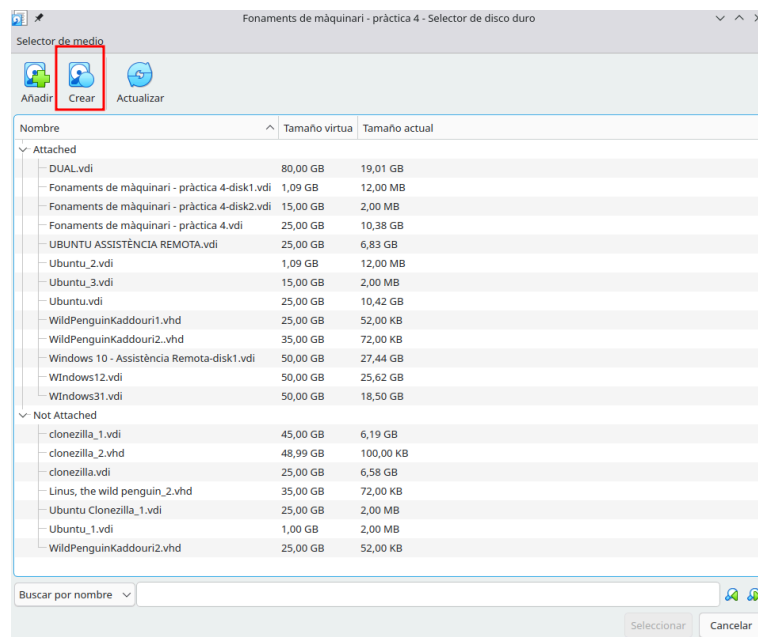 Fonaments de màquinari - pràctica 4 - Selector de disco duro
Selector de medio
Añadir Crear Actualizar
Nombre Tamaño virtua Tamaño actual
Attached
DUAL.vdi 80,00 GB 19,01 GB
Fonaments de màquinari - pràctica 4-disk1.vdi 1,09 GB 12,00 MB
Fonaments de màquinari - pràctica 4-disk2.vdi 15,00 GB 2,00 MB
Fonaments de màquinari - pràctica 4.vdi 25,00 GB 10,38 GB
UBUNTU ASSISTÈNCIA REMOTA.vdi 25,00 GB 6,83 GB
Ubuntu_2.vdi 1,09 GB 12,00 MB
Ubuntu_3.vdi 15,00 GB 2,00 MB
Ubuntu.vdi 25,00 GB 10,42 GB
WildPenguinKaddouri1.vhd 25,00 GB 52,00 KB
WildPenguinKaddouri2..vhd 35,00 GB 72,00 KB
Windows 10 - Assistència Remota-disk1.vdi 50,00 GB 27,44 GB
WIndows12.vdi 50,00 GB 25,62 GB
WIndows31.vdi 50,00 GB 18,50 GB
Not Attached
clonezilla_1.vdi 45,00 GB 6,19 GB
clonezilla_2.vhd 48,99 GB 100,00 KB
clonezilla.vdi 25,00 GB 6,58 GB
Linus, the wild penguin_2.vhd 35,00 GB 72,00 KB
Ubuntu Clonezilla_1.vdi 25,00 GB 2,00 MB
Ubuntu_1.vdi 1,00 GB 2,00 MB
WildPenguinKaddouri2.vhd 25,00 GB 52,00 KB
Buscar por nombre
Seleccionar Cancelar